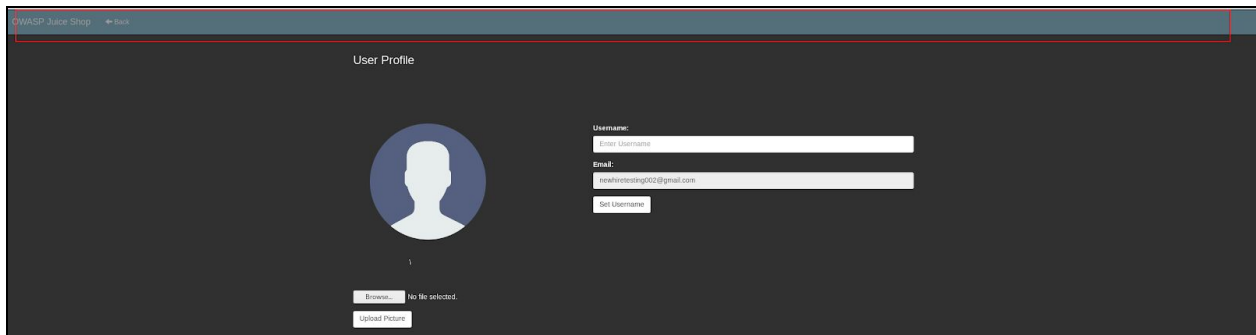 OWASP Juice Shop Back
User Profile
Username:
Enter Username
Email:
newhiretesting002@gmail.com
Set Username
\
Browse... No file selected.
Upload Picture